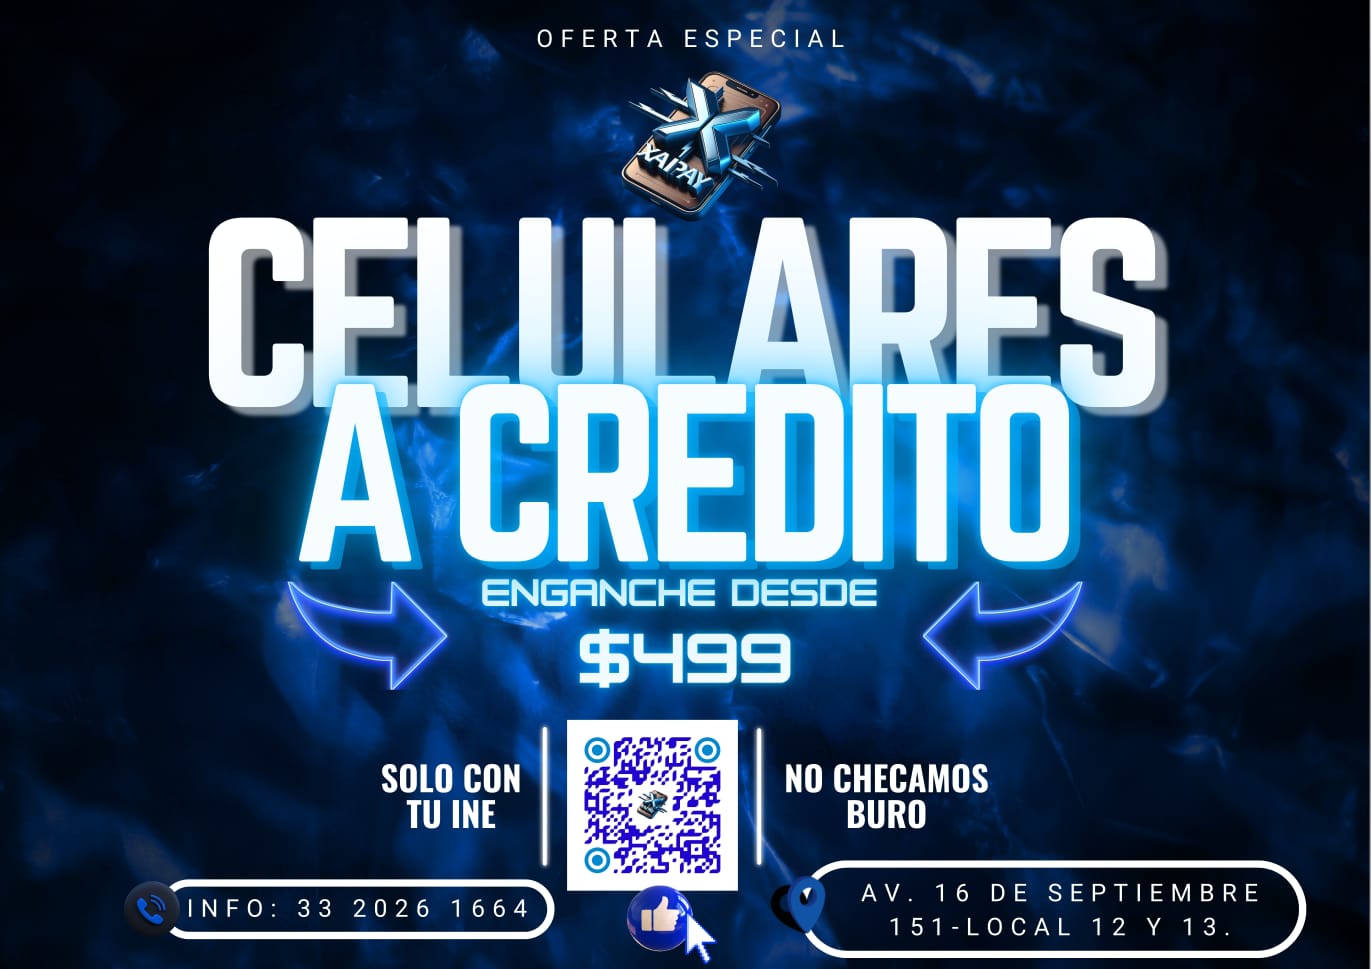 OFERTA ESPECIAL
XAIPAY
CELULARES
A CREDITO
ENGANCHE DESDE
$499
SOLO CON
TU INE
NO CHECAMOS
BURO
INFO: 33 2026 1664
AV. 16 DE SEPTIEMBRE
151-LOCAL 12 Y 13.